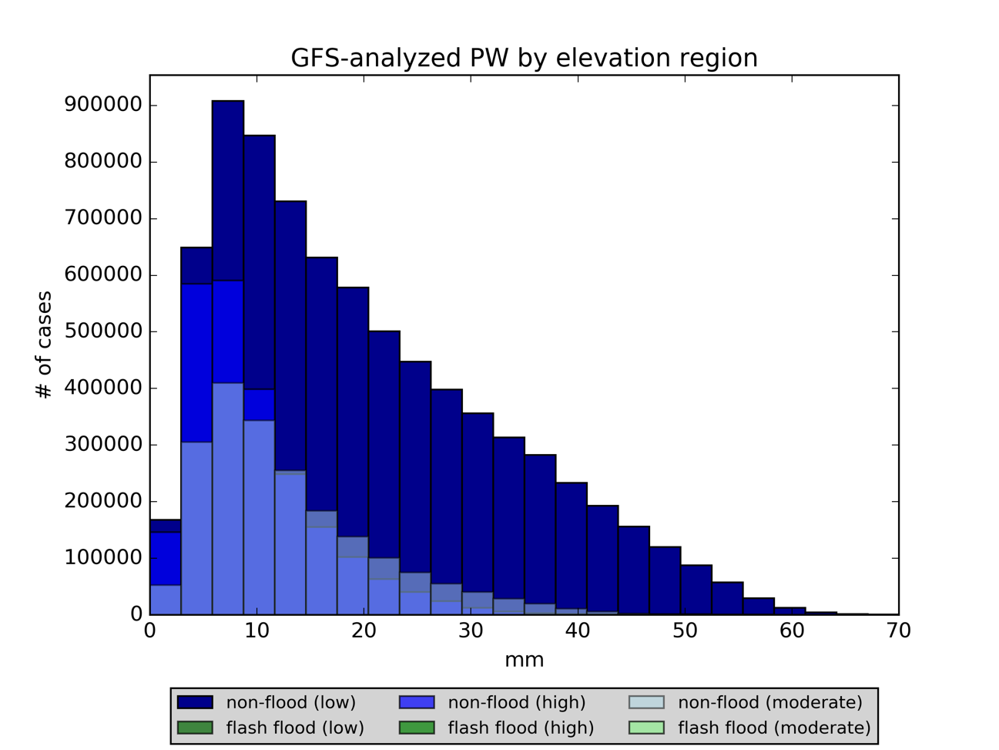 GFS-analyzed PW by elevation region
900000
800000
700000
600000
500000
400000
300000
200000
100000
0
# of cases
0 10 20 30 40 50 60 70
mm
non-flood (low) non-flood (high) non-flood (moderate)
flash flood (low) flash flood (high) flash flood (moderate)